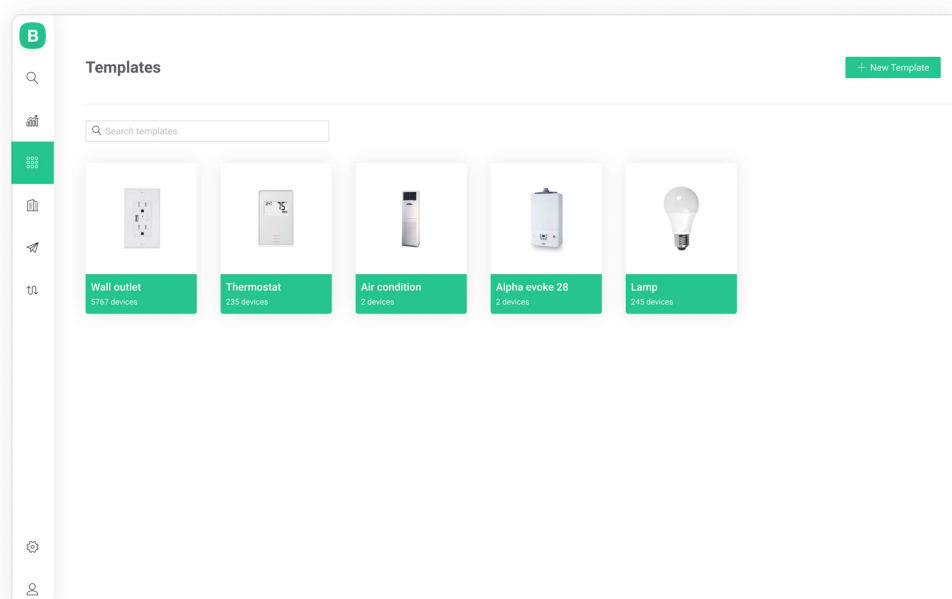 B
Templates
+ New Template
Search templates
75
Wall outlet
5767 devices
Thermostat
235 devices
Air condition
2 devices
Alpha evoke 28
2 devices
Lamp
245 devices